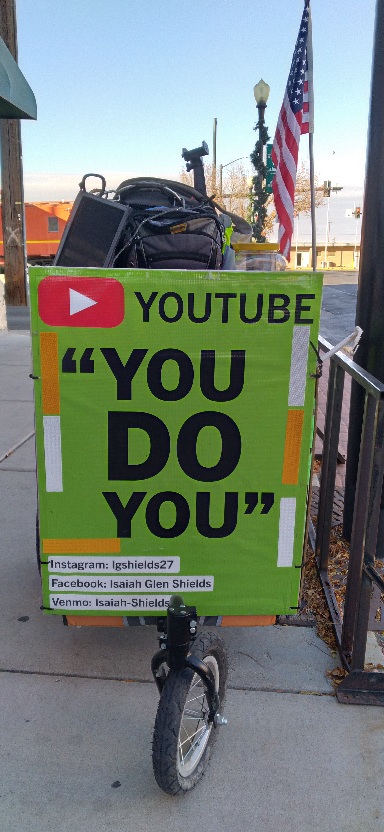 YOUTUBE
“YOU
DO
YOU”
Instagram: Igshields27
Facebook: Isaiah Glen Shields
Venmo: Isaiah-Shields